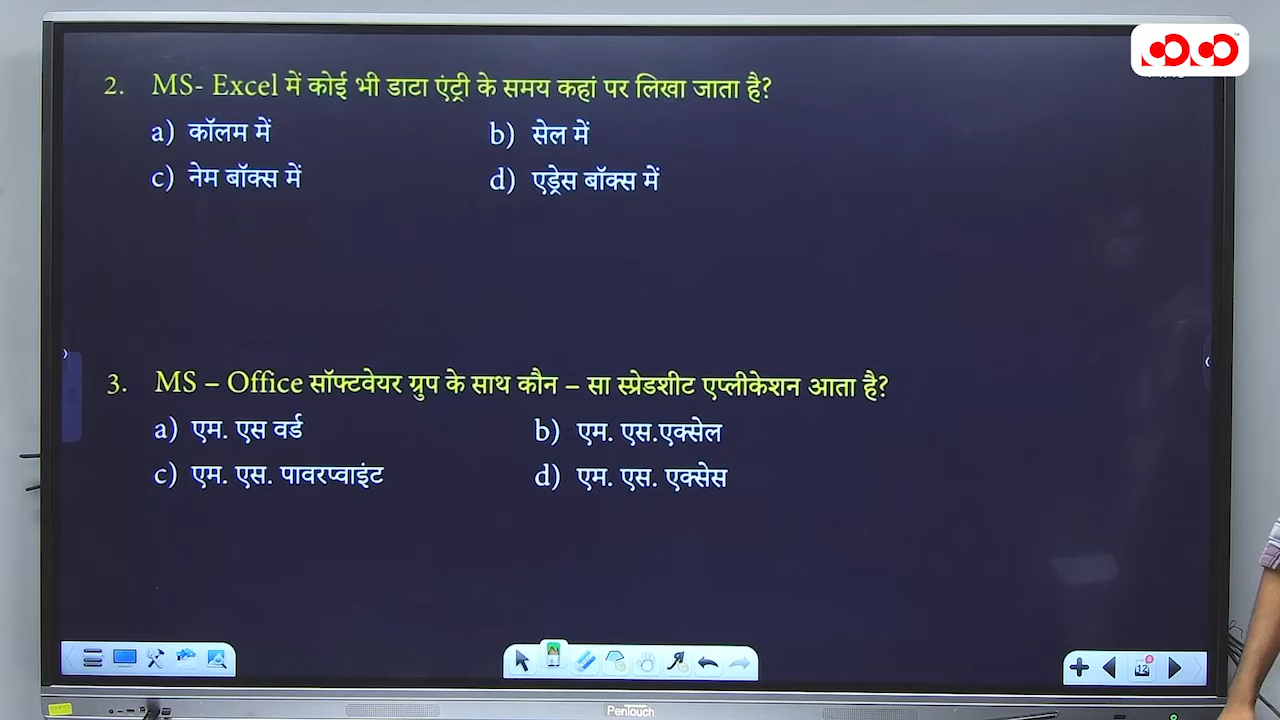 2. MS- Excel में कोई भी डाटा एंट्री के समय कहां पर लिखा जाता है?
a) कॉलम में b) सेल में
c) नेम बॉक्स में d) एड्रेस बॉक्स में
3. MS – Office सॉफ्टवेयर ग्रुप के साथ कौन – सा स्प्रेडशीट एप्लीकेशन आता है?
a) एम. एस वर्ड b) एम. एस.एक्सेल
c) एम. एस. पावरप्वाइंट d) एम. एस. एक्सेस
12
PenTouch